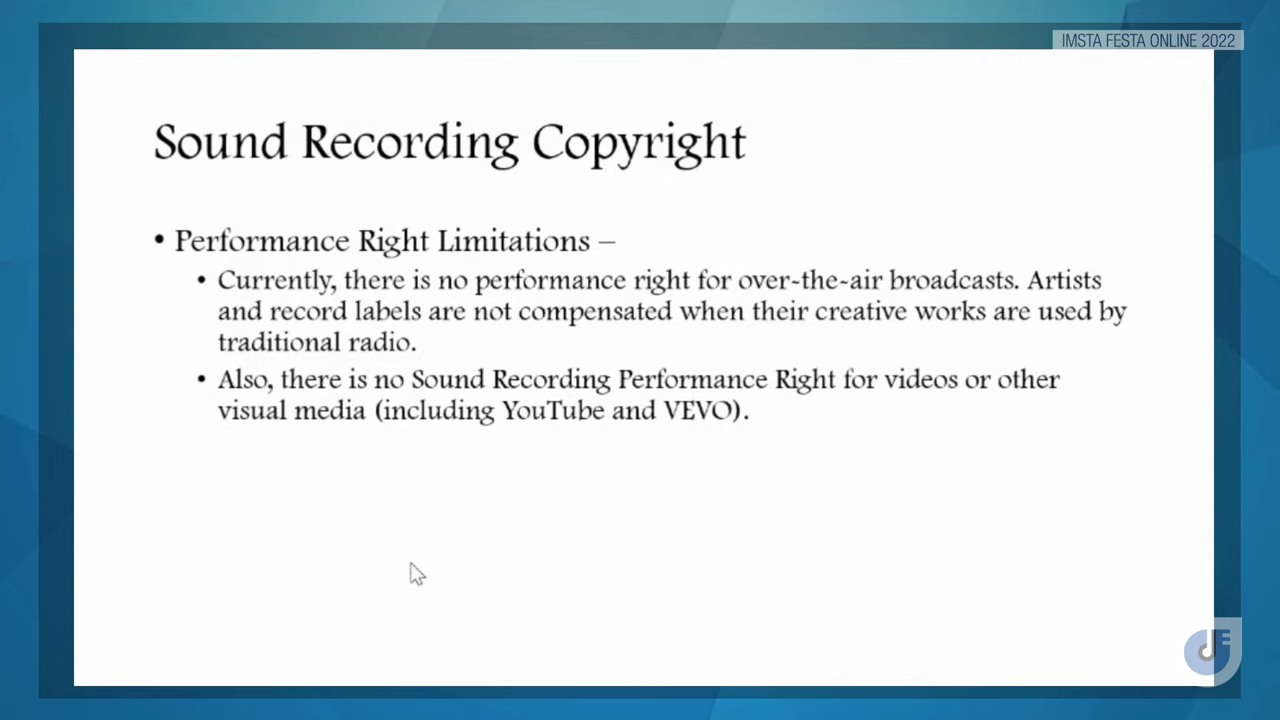 IMSTA FESTA ONLINE 2022
Sound Recording Copyright
• Performance Right Limitations –
• Currently, there is no performance right for over-the-air broadcasts. Artists
and record labels are not compensated when their creative works are used by
traditional radio.
• Also, there is no Sound Recording Performance Right for videos or other
visual media (including YouTube and VEVO).